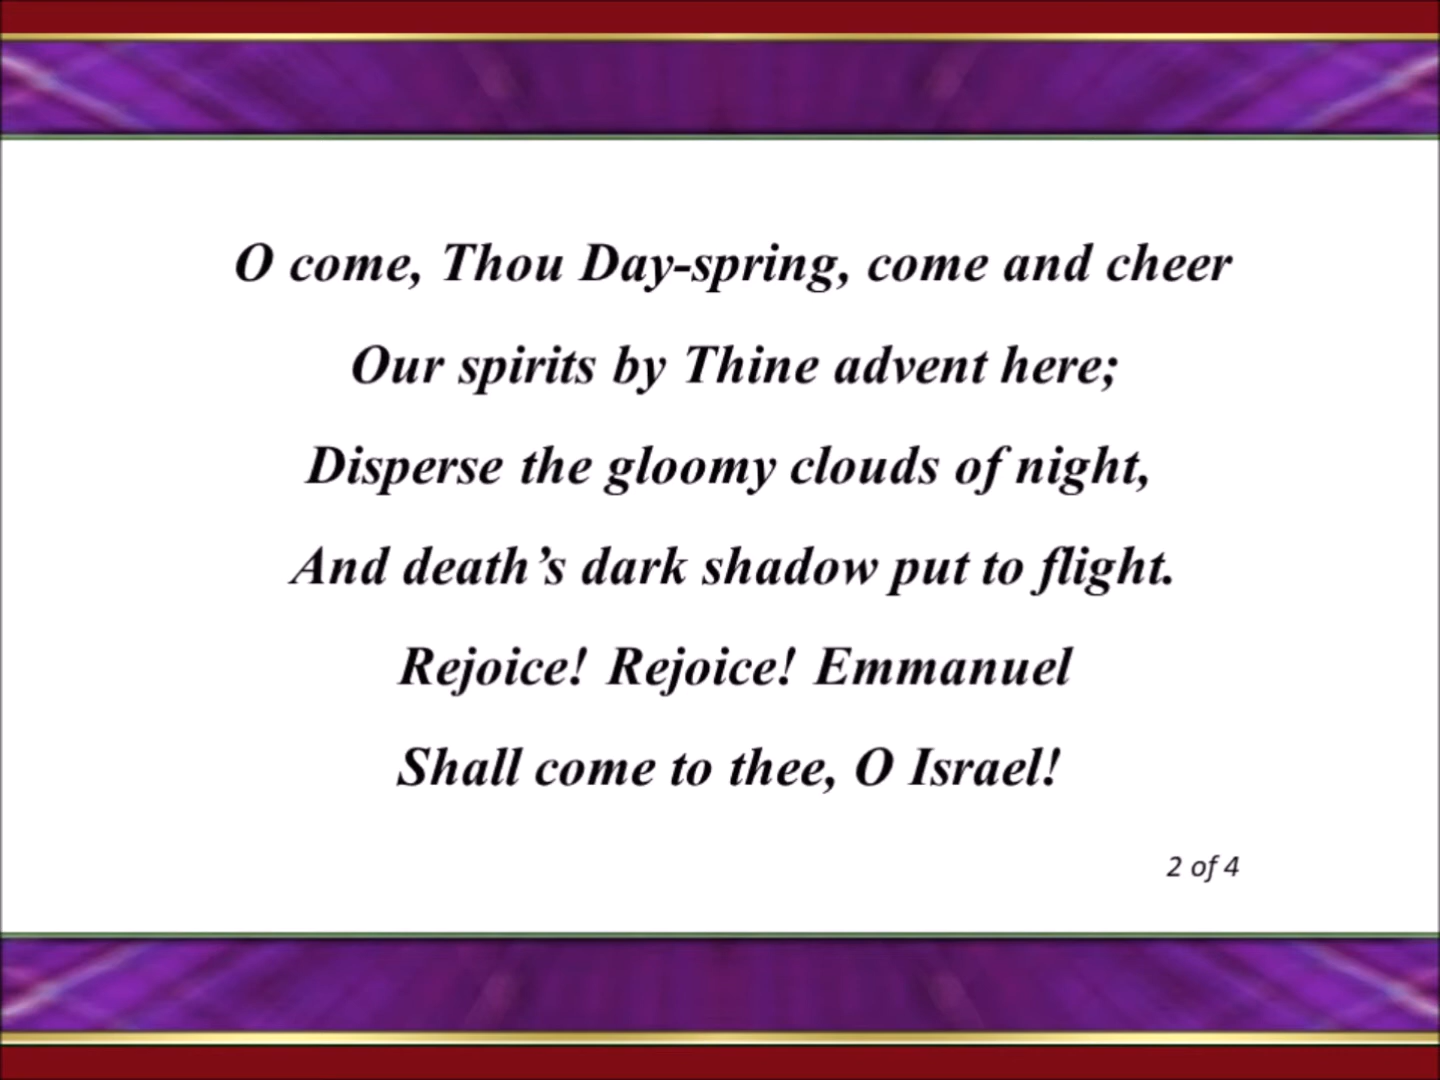 O come, Thou Day-spring, come and cheer
Our spirits by Thine advent here;
Disperse the gloomy clouds of night,
And death’s dark shadow put to flight.
Rejoice! Rejoice! Emmanuel
Shall come to thee, O Israel!
2 of 4